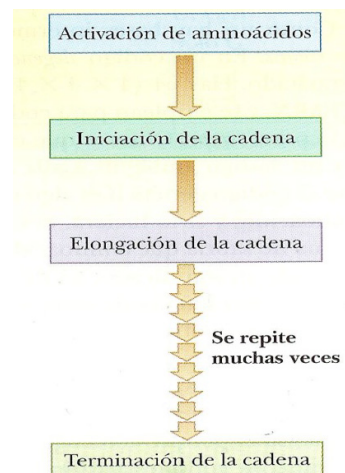 Activación de aminoácidos
Iniciación de la cadena
Elongación de la cadena
Se repite
muchas veces
Terminación de la cadena